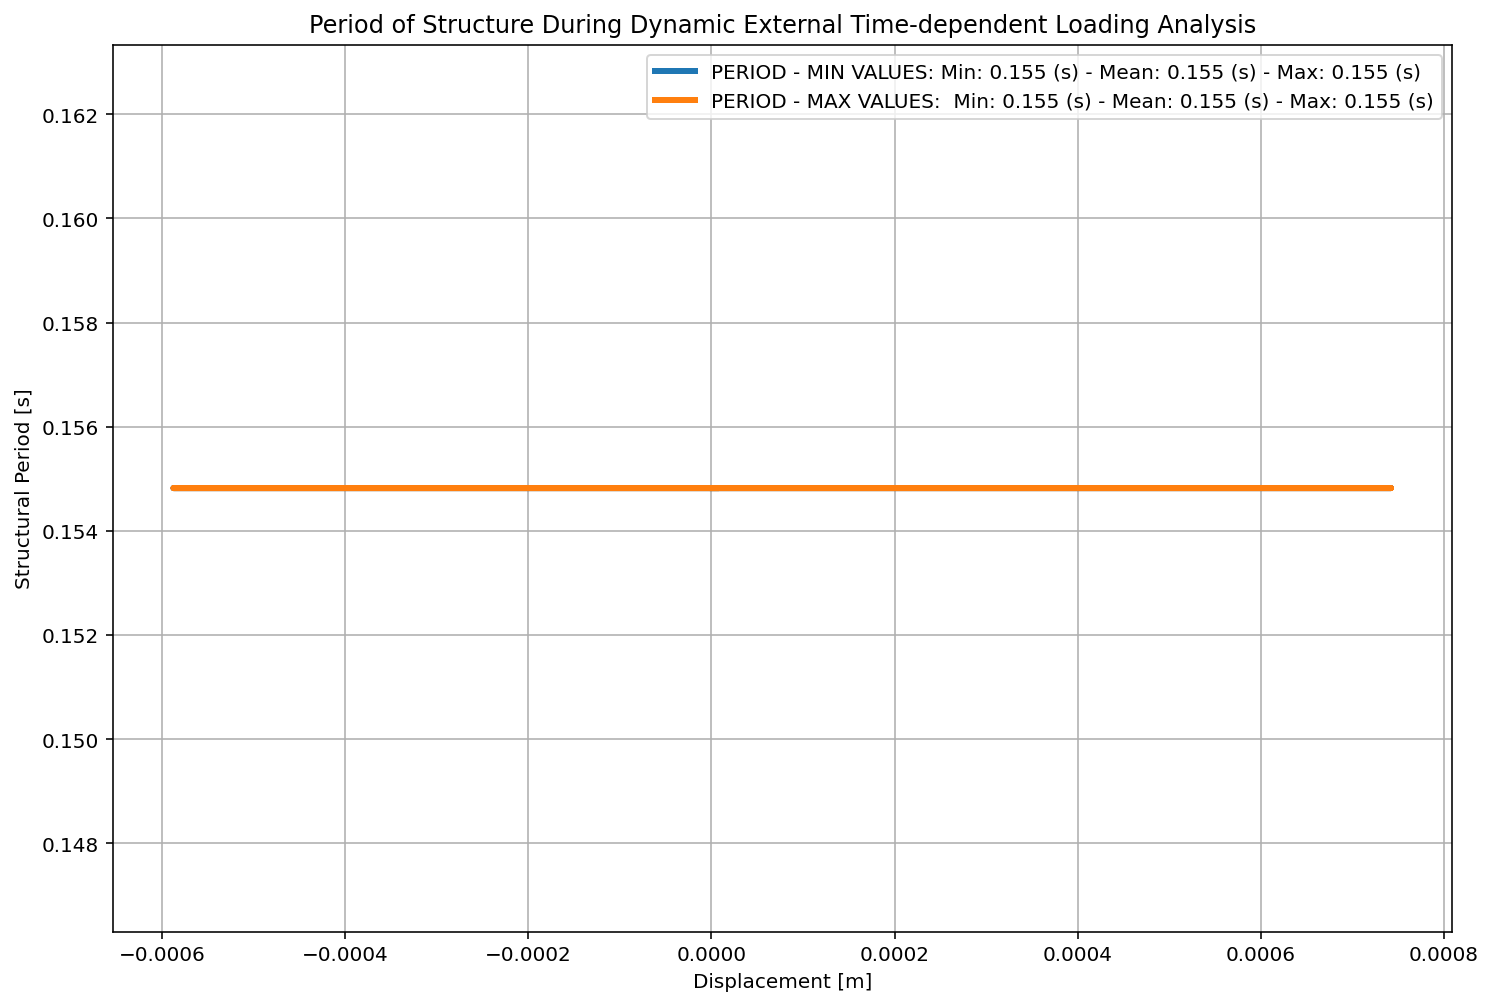 Period of Structure During Dynamic External Time-dependent Loading Analysis
PERIOD - MIN VALUES: Min: 0.155 (s) - Mean: 0.155 (s) - Max: 0.155 (s)
PERIOD - MAX VALUES:  Min: 0.155 (s) - Mean: 0.155 (s) - Max: 0.155 (s)
Structural Period [s]
0.162
0.160
0.158
0.156
0.154
0.152
0.150
0.148
−0.0006 −0.0004 −0.0002 0.0000 0.0002 0.0004 0.0006 0.0008
Displacement [m]